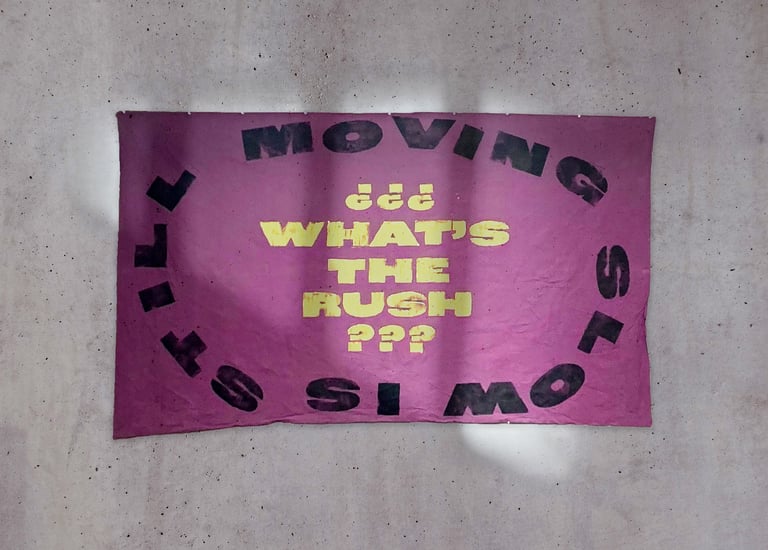 MOVING SLOW IS STILL
¿¿¿
WHAT'S
THE
RUSH
???